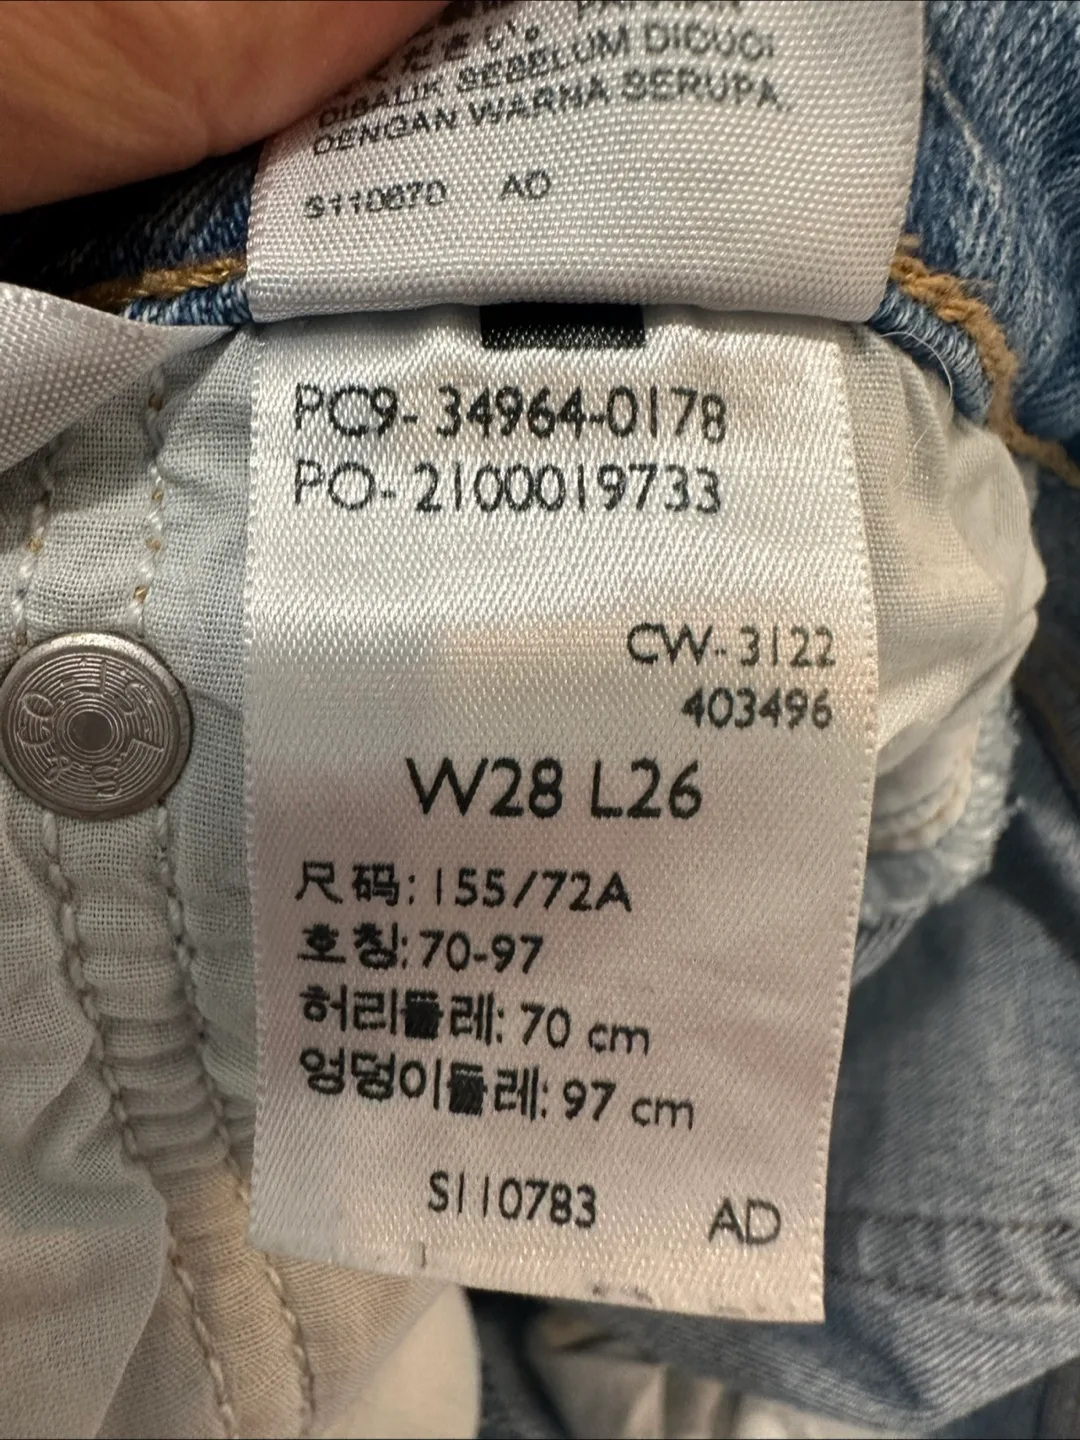 DIBALIK SEBELUM DICUCI
DENGAN WARNA SERUPA.
S110670 AD
PC9-34964-0178
PO-2100019733
CW-3122
403496
W28 L26
尺码:155/72A
호칭:70-97
허리둘레:70 cm
엉덩이둘레:97 cm
S110783 AD